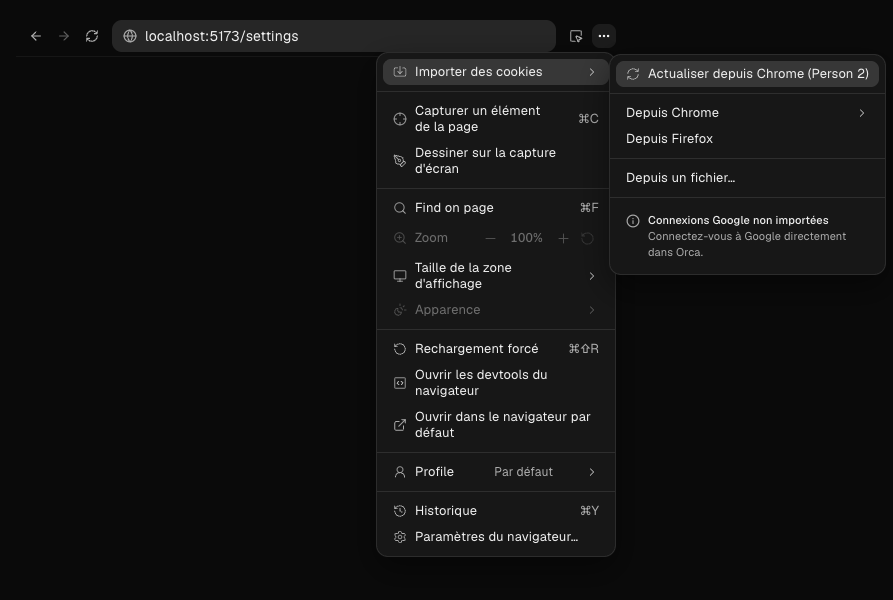 localhost:5173/settings
Importer des cookies
Capturer un élément
de la page
⌘C
Dessiner sur la capture
d'écran
Find on page
⌘F
Zoom
100%
Taille de la zone
d'affichage
Apparence
Rechargement forcé
⌘⇧R
Ouvrir les devtools du
navigateur
Ouvrir dans le navigateur par
défaut
Profile
Par défaut
Historique
⌘Y
Paramètres du navigateur…
Actualiser depuis Chrome (Person 2)
Depuis Chrome
Depuis Firefox
Depuis un fichier…
Connexions Google non importées
Connectez-vous à Google directement
dans Orca.